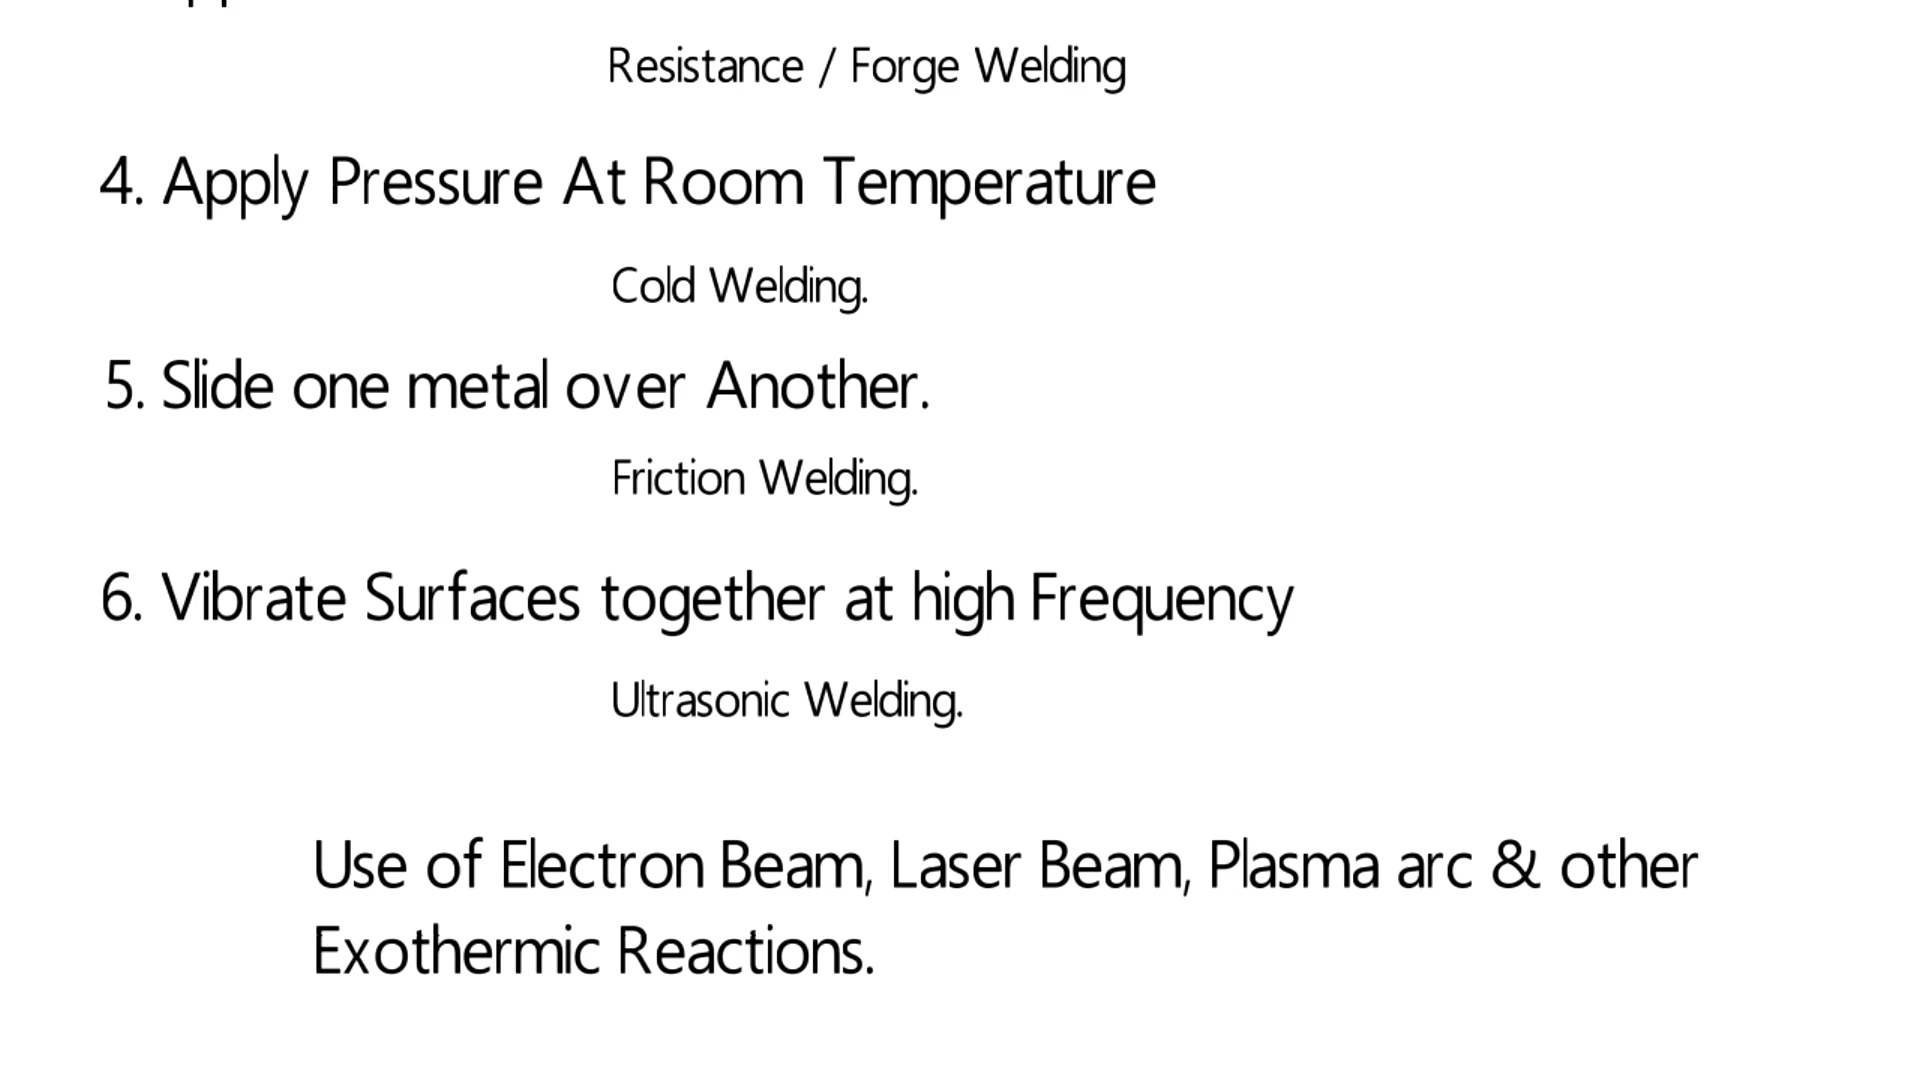 Resistance / Forge Welding
4. Apply Pressure At Room Temperature
Cold Welding.
5. Slide one metal over Another.
Friction Welding.
6. Vibrate Surfaces together at high Frequency
Ultrasonic Welding.
Use of Electron Beam, Laser Beam, Plasma arc & other
Exothermic Reactions.